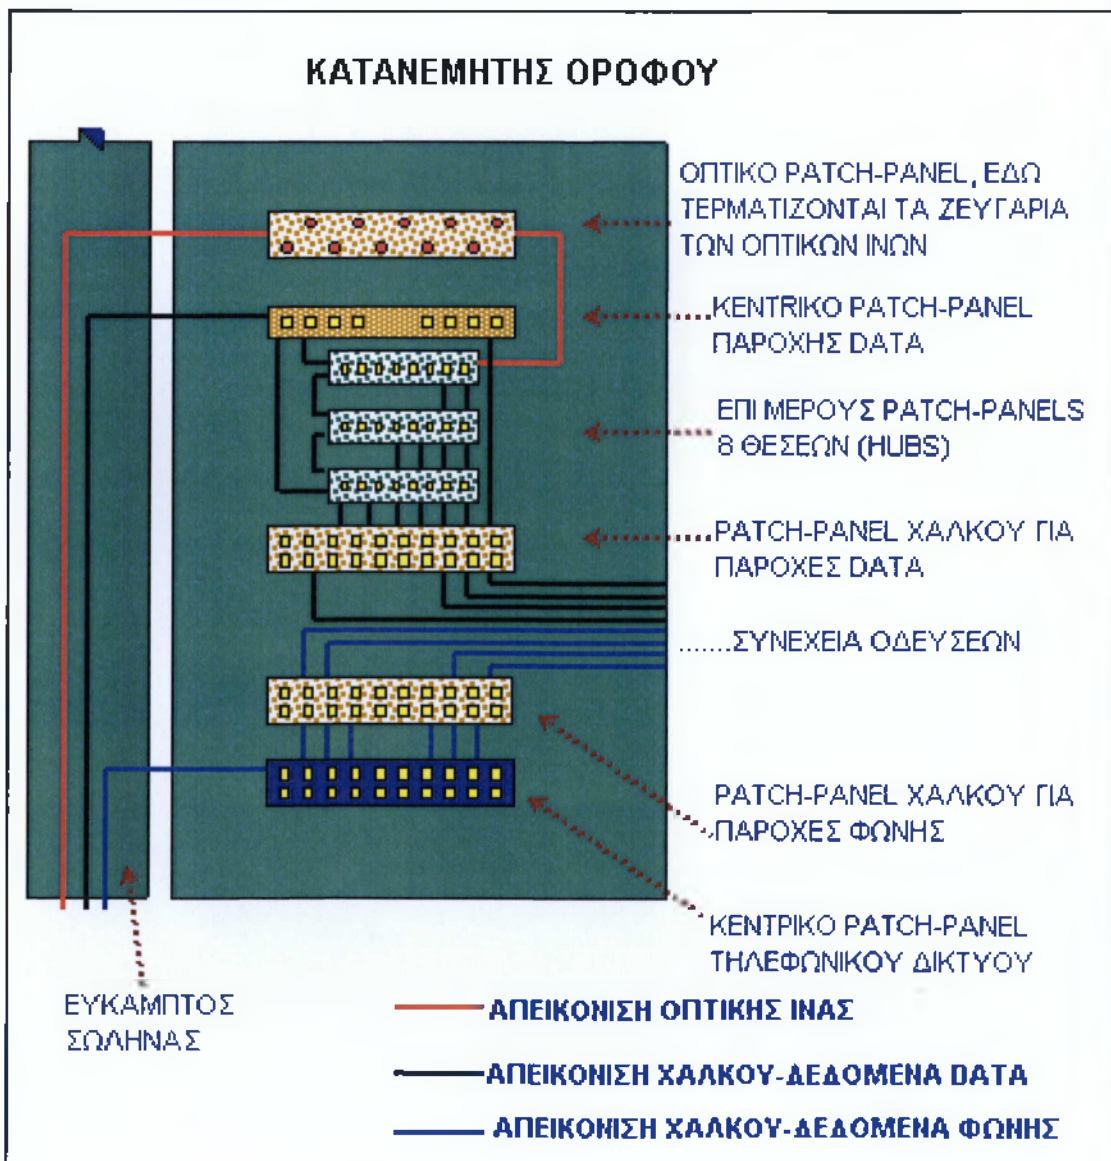 ΚΑΤΑΝΕΜΗΤΗΣ ΟΡΟΦΟΥ
ΟΠΤΙΚΟ PATCH-PANEL, ΕΔΩ
ΤΕΡΜΑΤΙΖΟΝΤΑΙ ΤΑ ΖΕΥΓΑΡΙΑ
ΤΩΝ ΟΠΤΙΚΩΝ ΙΝΩΝ
ΚΕΝΤRΙΚΟ PATCH-PANEL
ΠΑΡΟΧΗΣ DATA
ΕΠΙ ΜΕΡΟΥΣ PATCH-PANELS
8 ΘΕΣΕΩΝ (HUBS)
PATCH-PANEL ΧΑΛΚΟΥ ΓΙΑ
ΠΑΡΟΧΕΣ DATA
.......ΣΥΝΕΧΕΙΑ ΟΔΕΥΣΕΩΝ
PATCH-PANEL ΧΑΛΚΟΥ ΓΙΑ
ΠΑΡΟΧΕΣ ΦΩΝΗΣ
ΚΕΝΤΡΙΚΟ PATCH-PANEL
ΤΗΛΕΦΩΝΙΚΟΥ ΔΙΚΤΥΟΥ
ΕΥΚΑΜΠΤΟΣ
ΣΩΛΗΝΑΣ
ΑΠΕΙΚΟΝΙΣΗ ΟΠΤΙΚΗΣ ΙΝΑΣ
ΑΠΕΙΚΟΝΙΣΗ ΧΑΛΚΟΥ-ΔΕΔΟΜΕΝΑ DATA
ΑΠΕΙΚΟΝΙΣΗ ΧΑΛΚΟΥ-ΔΕΔΟΜΕΝΑ ΦΩΝΗΣ